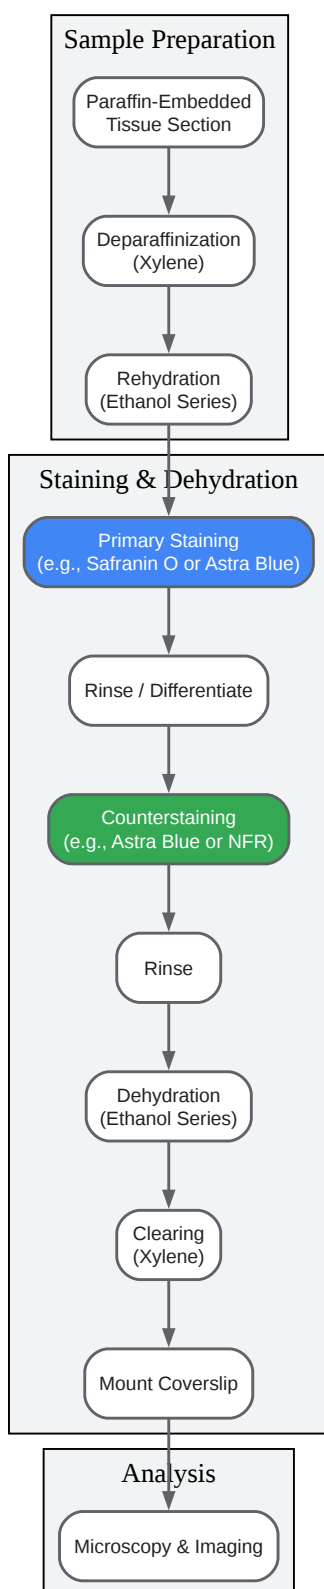 Sample Preparation
Paraffin-Embedded
Tissue Section
Deparaffinization
(Xylene)
Rehydration
(Ethanol Series)
Staining & Dehydration
Primary Staining
(e.g., Safranin O or Astra Blue)
Rinse / Differentiate
Counterstaining
(e.g., Astra Blue or NFR)
Rinse
Dehydration
(Ethanol Series)
Clearing
(Xylene)
Mount Coverslip
Analysis
Microscopy & Imaging